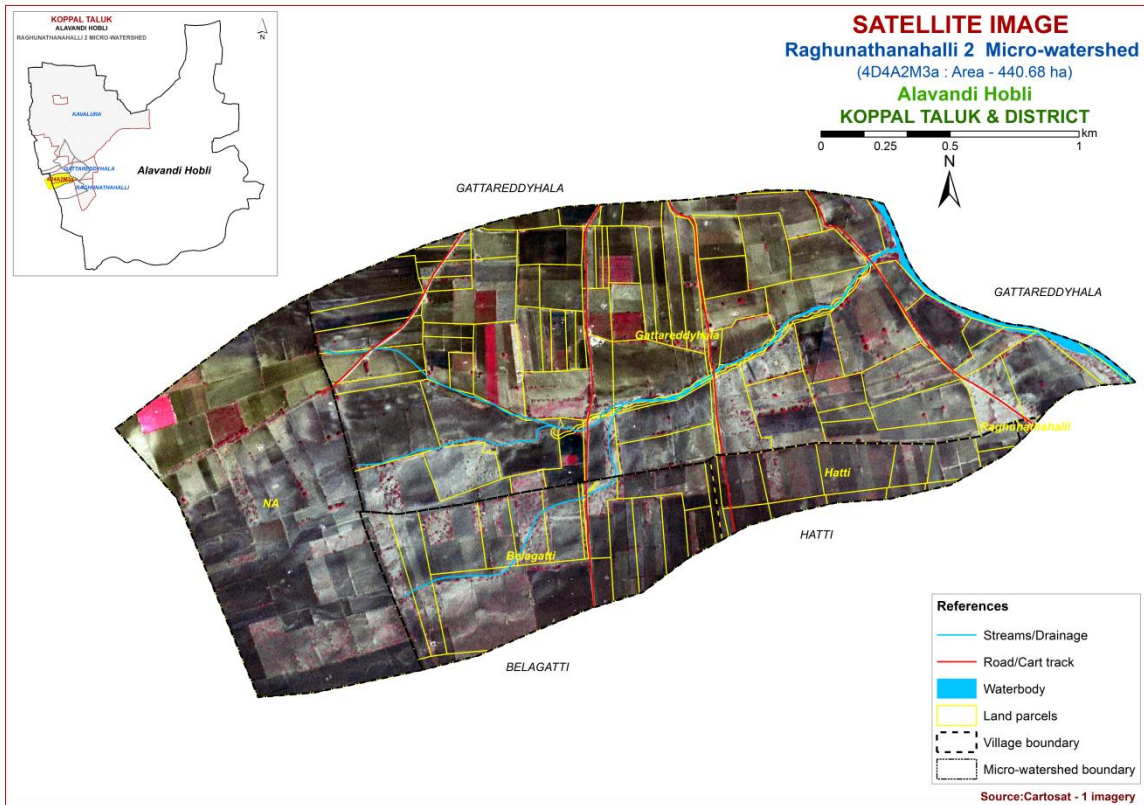 KOPPAL TALUK
ALAVANDI HOBLI
RAGHUNATHANAHALLI 2 MICRO-WATERSHED
N
KAVALURA
GATTAREDDYHALA
4D4A2M3a
RAGHUNATHAHALLI
Alavandi Hobli
SATELLITE IMAGE
Raghunathanahalli 2 Micro-watershed
(4D4A2M3a : Area - 440.68 ha)
Alavandi Hobli
KOPPAL TALUK & DISTRICT
km
0 0.25 0.5 1
N
GATTAREDDYHALA
GATTAREDDYHALA
Gattareddyhala
Raghunathahalli
Hatti
NA
HATTI
Belagatti
BELAGATTI
References
Streams/Drainage
Road/Cart track
Waterbody
Land parcels
Village boundary
Micro-watershed boundary
Source:Cartosat - 1 imagery